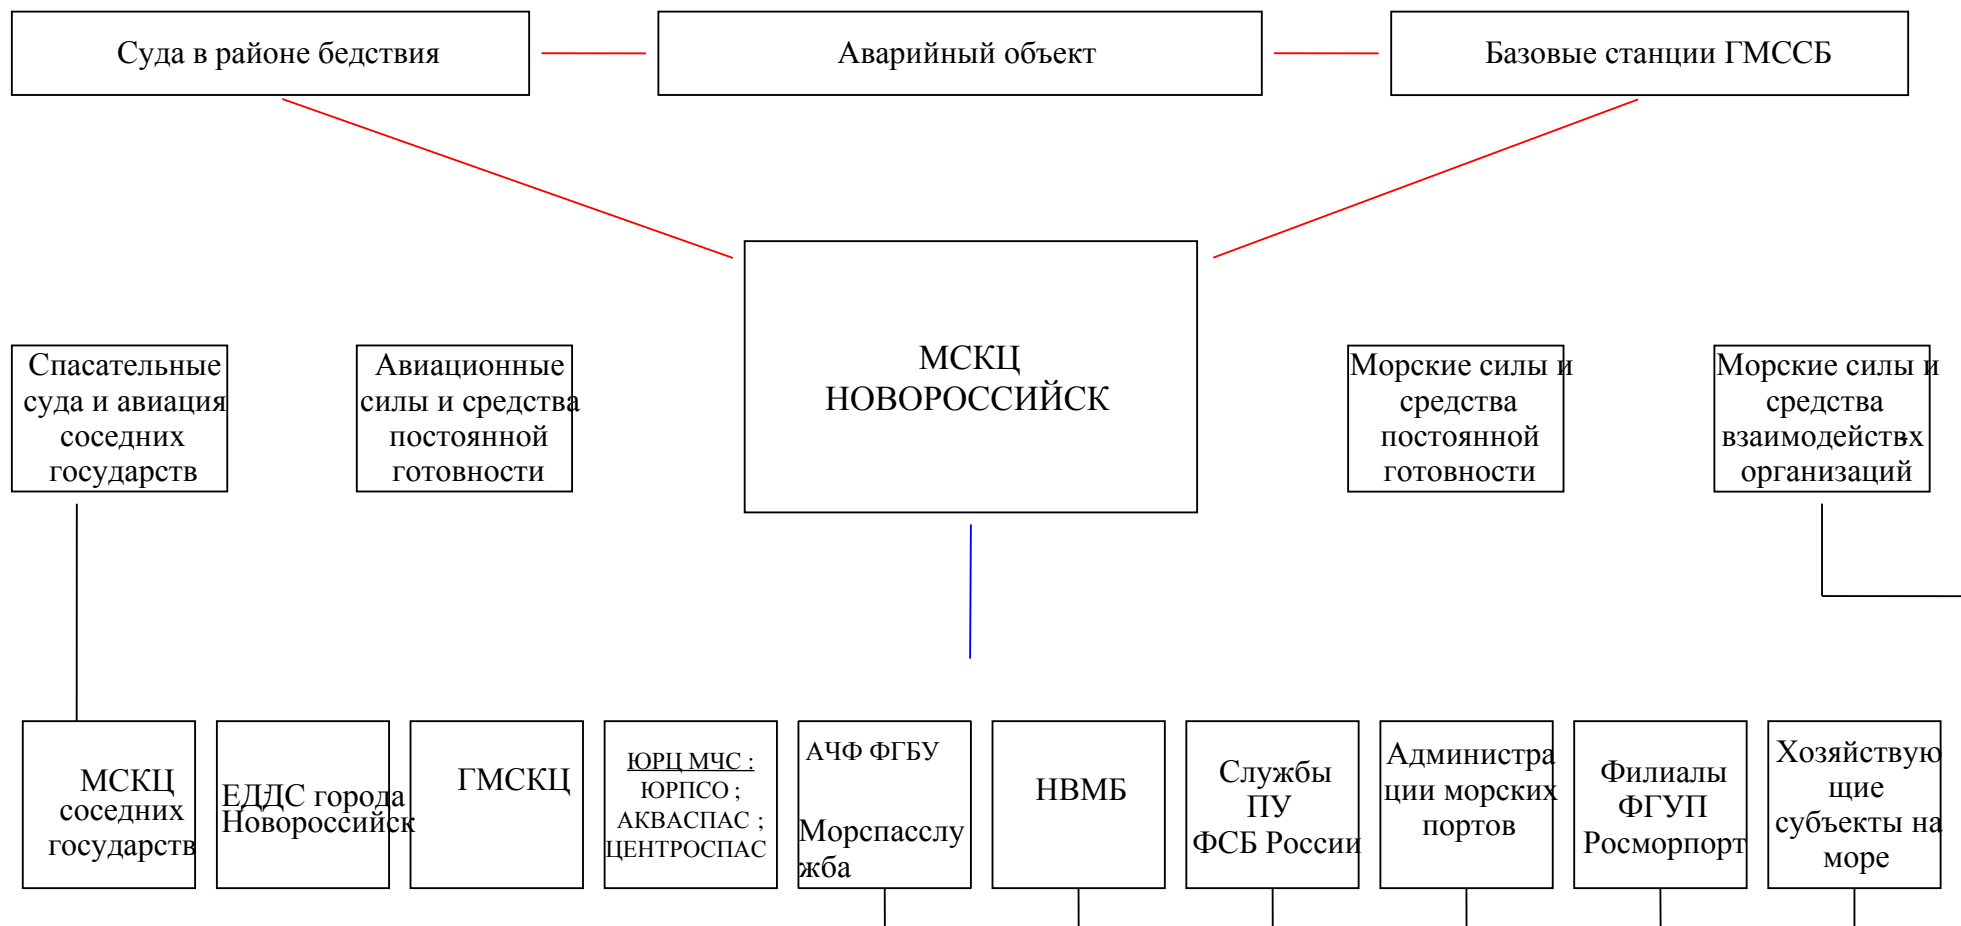 Суда в районе бедствия
Аварийный объект
Базовые станции ГМССБ
МСКЦ
НОВОРОССИЙСК
Спасательные
суда и авиация
соседних
государств
Авиационные
силы и средства
постоянной
готовности
Морские силы и
средства
постоянной
готовности
Морские силы и
средства
взаимодействх
организаций
МСКЦ
соседних
государств
ЕДДС города
Новороссийск
ГМСКЦ
ЮРЦ МЧС :
ЮРПСО ;
АКВАСПАС ;
ЦЕНТРОСПАС
АЧФ ФГБУ
Морспасслу
жба
НВМБ
Службы
ПУ
ФСБ России
Администра
ции морских
портов
Филиалы
ФГУП
Росморпорт
Хозяйствую
щие
субъекты на
море